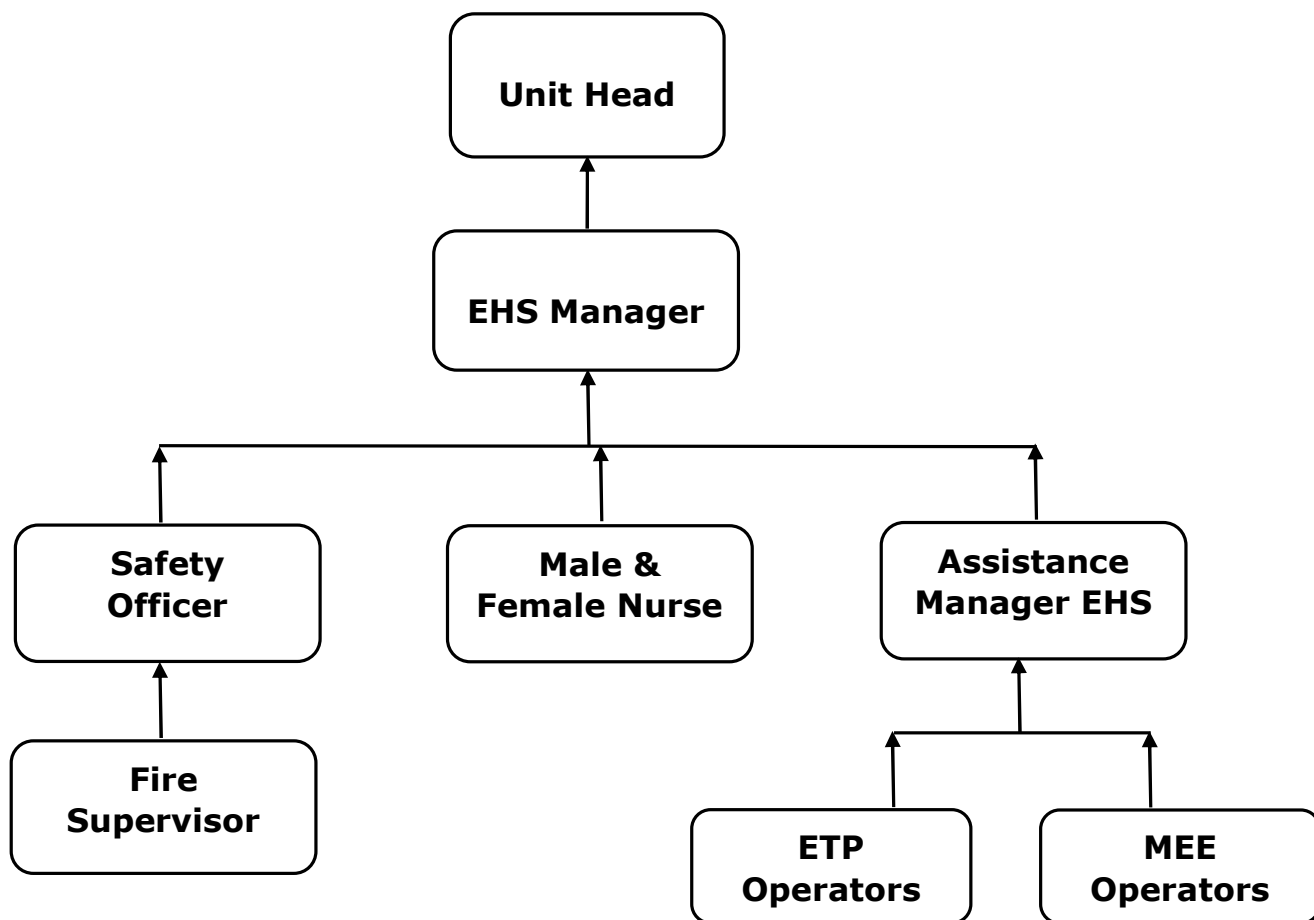 Unit Head
EHS Manager
Safety
Officer
Male &
Female Nurse
Assistance
Manager EHS
Fire
Supervisor
ETP
Operators
MEE
Operators